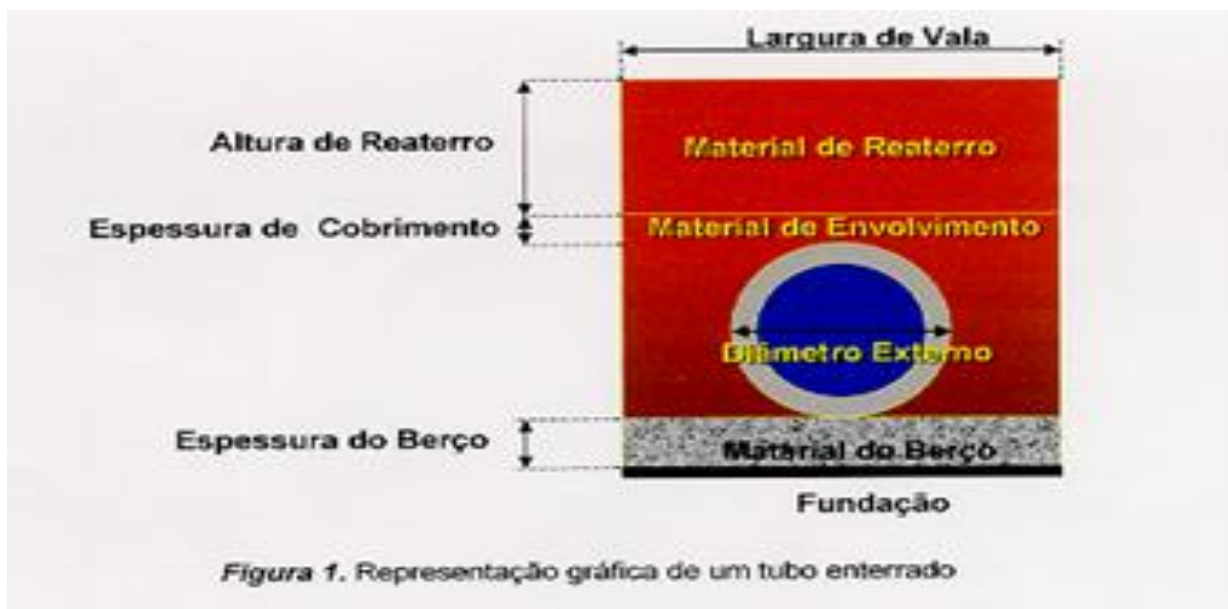 Largura de Vala
Altura de Reaterro
Material de Reaterro
Espessura de Cobrimento
Material de Envolvimento
Diâmetro Externo
Espessura do Berço
Material do Berço
Fundação
Figura 1. Representação gráfica de um tubo enterrado